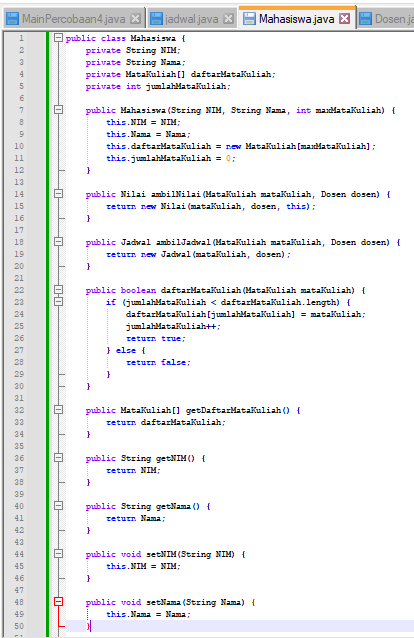 MainPercobaan4.java jadwal.java Mahasiswa.java Dosen.ja
1 public class Mahasiswa {
2 private String NIM;
3 private String Nama;
4 private MataKuliah[] daftarMataKuliah;
5 private int jumlahMataKuliah;
6
7 public Mahasiswa(String NIM, String Nama, int maxMataKuliah) {
8 this.NIM = NIM;
9 this.Nama = Nama;
10 this.daftarMataKuliah = new MataKuliah[maxMataKuliah];
11 this.jumlahMataKuliah = 0;
12 }
13
14 public Nilai ambilNilai(MataKuliah mataKuliah, Dosen dosen) {
15 return new Nilai(mataKuliah, dosen, this);
16 }
17
18 public Jadwal ambilJadwal(MataKuliah mataKuliah, Dosen dosen) {
19 return new Jadwal(mataKuliah, dosen);
20 }
21
22 public boolean daftarMataKuliah(MataKuliah mataKuliah) {
23 if (jumlahMataKuliah < daftarMataKuliah.length) {
24 daftarMataKuliah[jumlahMataKuliah] = mataKuliah;
25 jumlahMataKuliah++;
26 return true;
27 } else {
28 return false;
29 }
30 }
31
32 public MataKuliah[] getDaftarMataKuliah() {
33 return daftarMataKuliah;
34 }
35
36 public String getNIM() {
37 return NIM;
38 }
39
40 public String getNama() {
41 return Nama;
42 }
43
44 public void setNIM(String NIM) {
45 this.NIM = NIM;
46 }
47
48 public void setNama(String Nama) {
49 this.Nama = Nama;
50 }